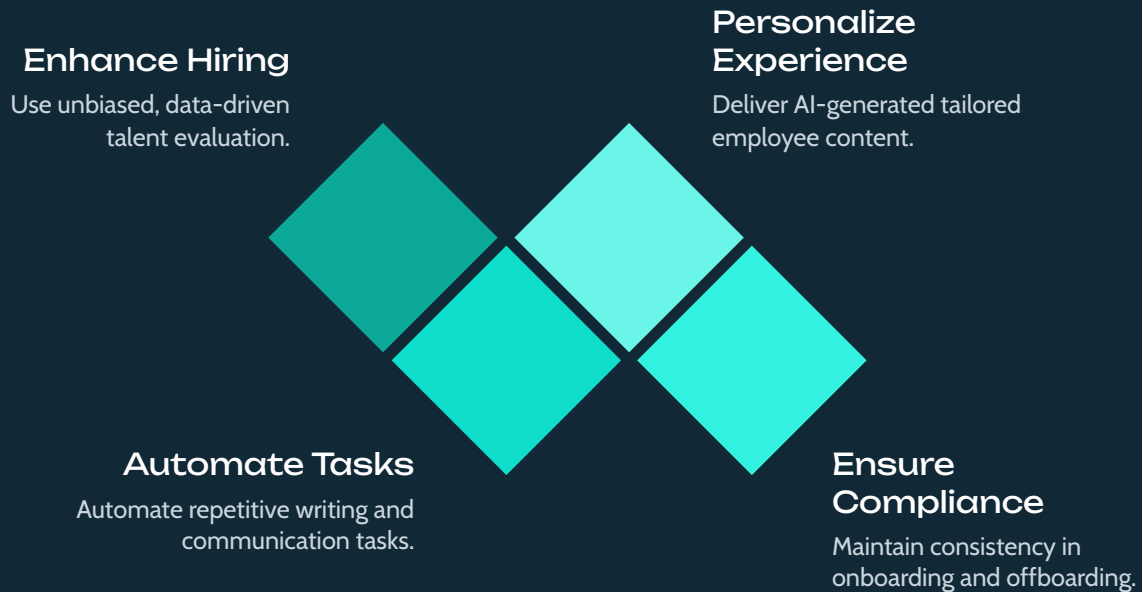 Enhance Hiring
Use unbiased, data-driven
talent evaluation.
Personalize
Experience
Deliver AI-generated tailored
employee content.
Automate Tasks
Automate repetitive writing and
communication tasks.
Ensure
Compliance
Maintain consistency in
onboarding and offboarding.